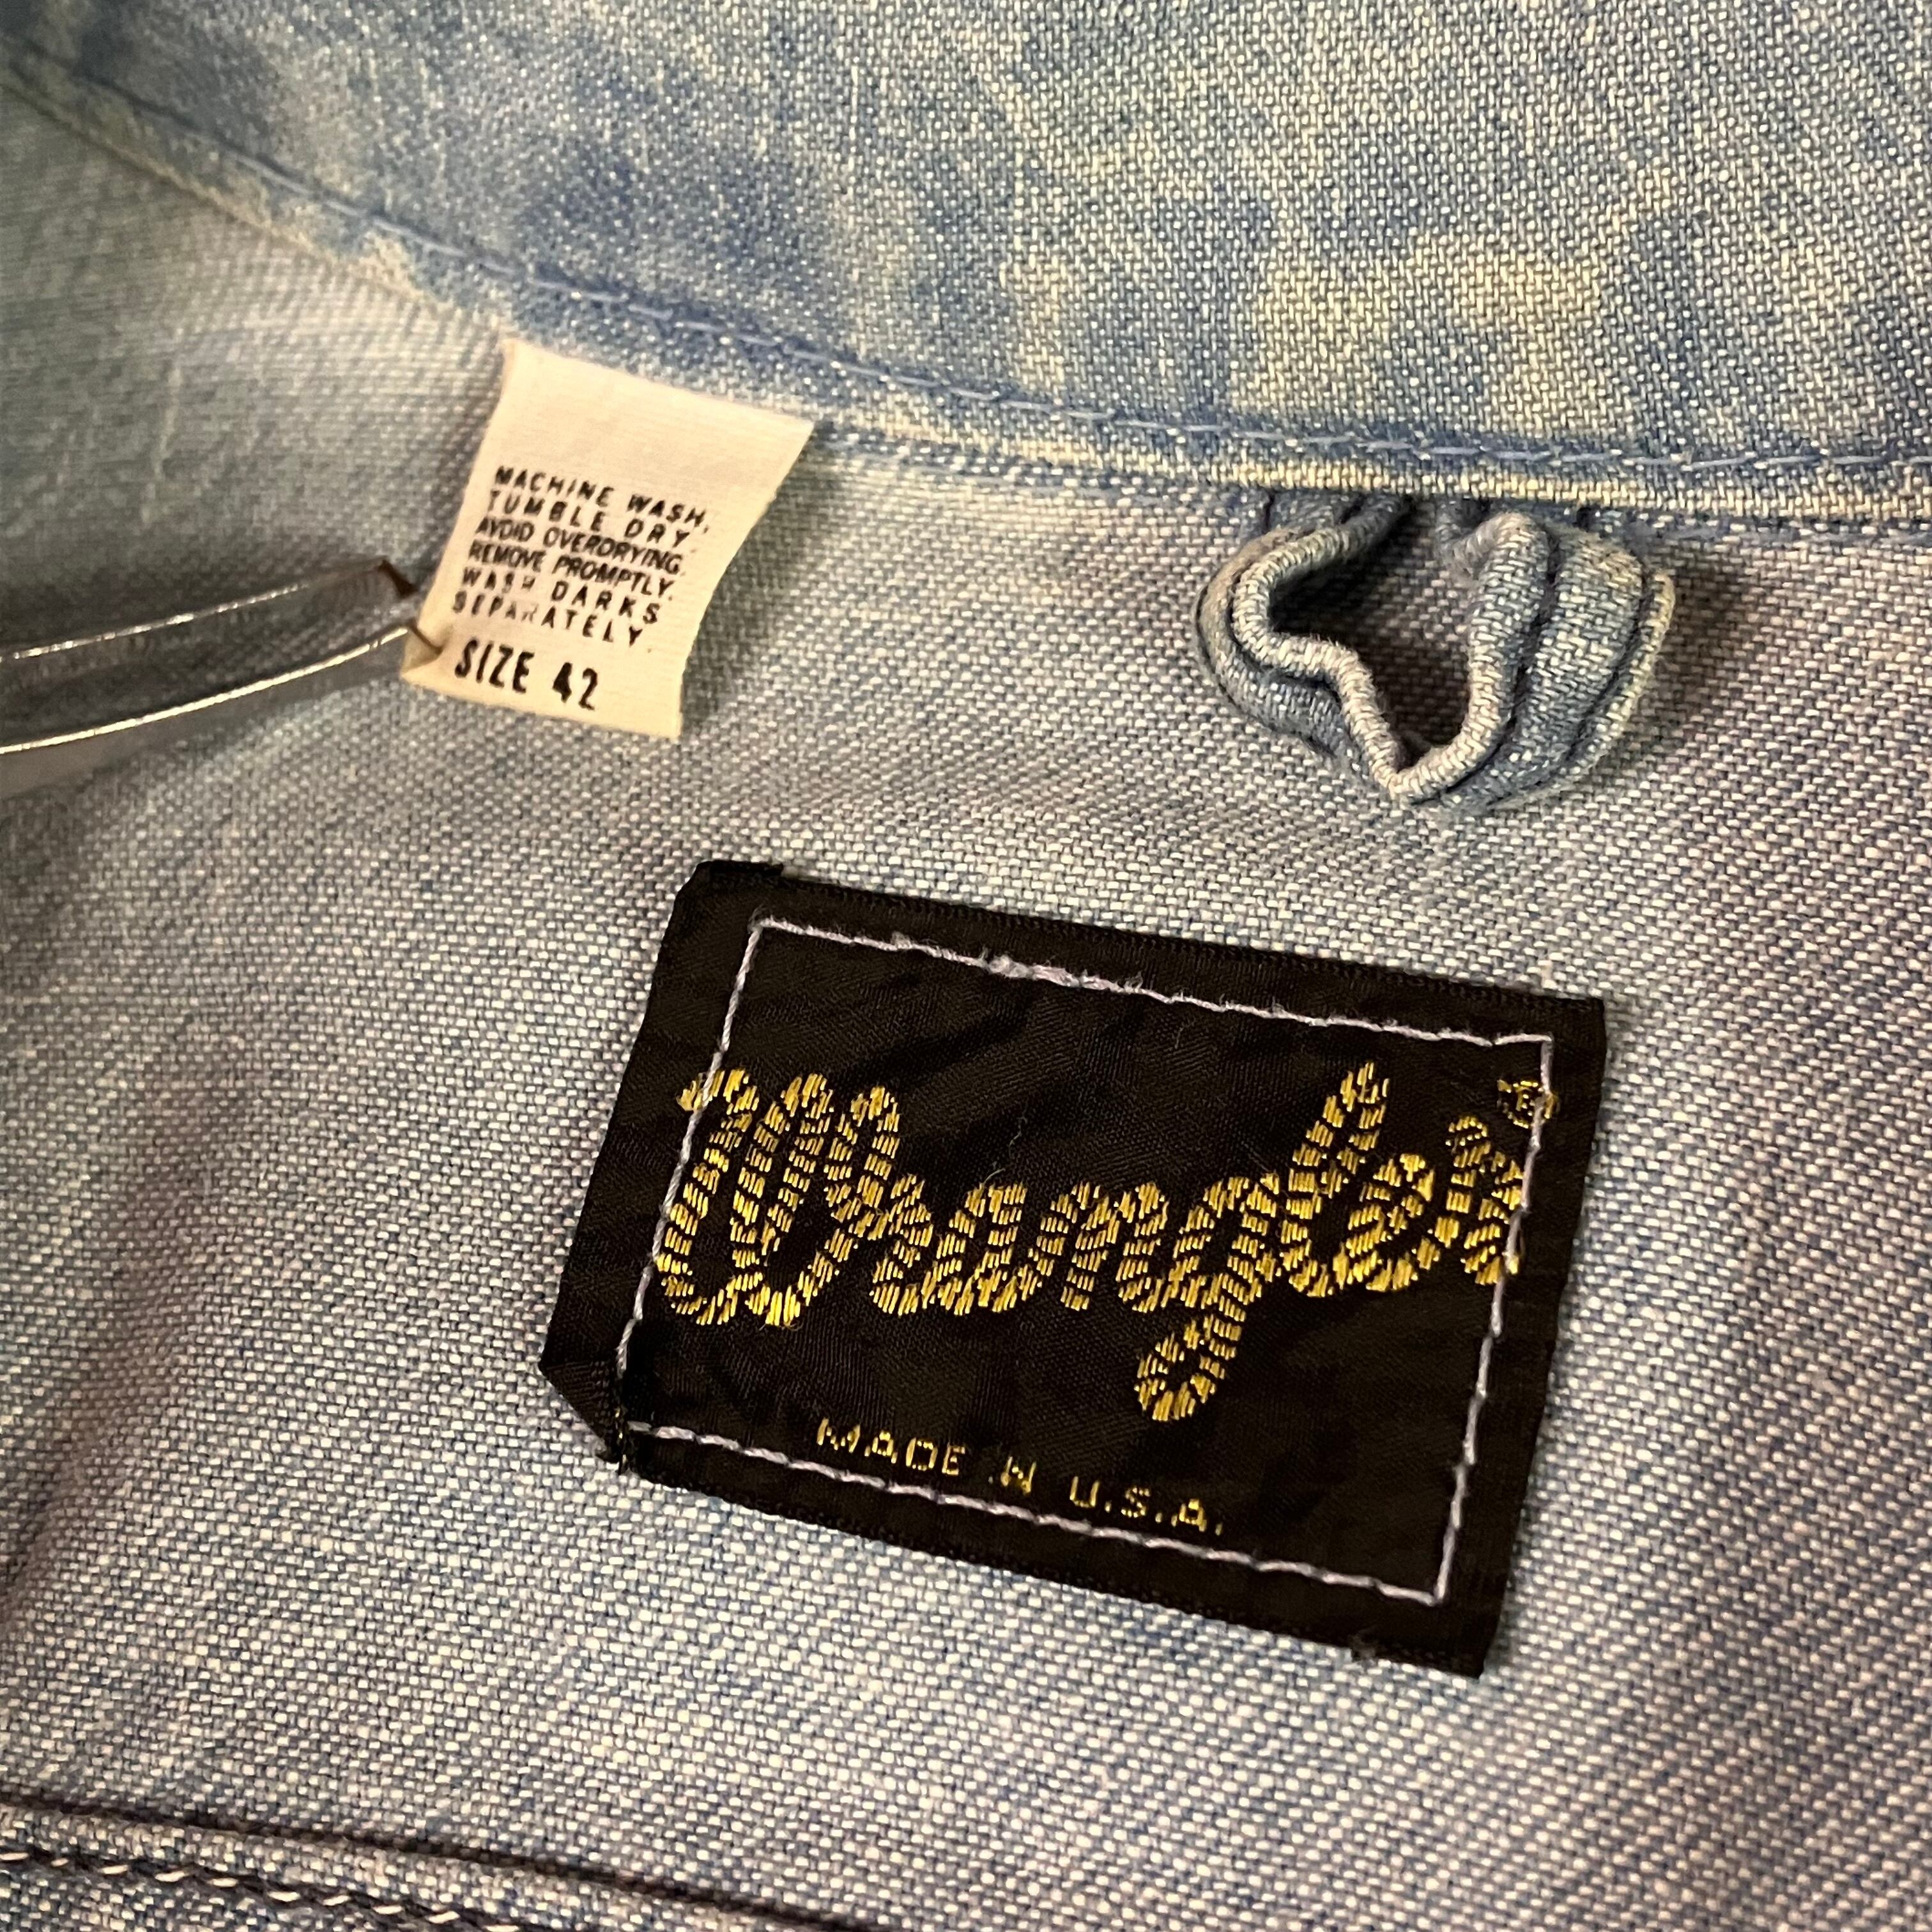 MACHINE WASH,
TUMBLE DRY.
AVOID OVERDRYING.
REMOVE PROMPTLY.
WASH DARKS
SEPARATELY.
SIZE 42
Wrangler®
MADE IN U.S.A.